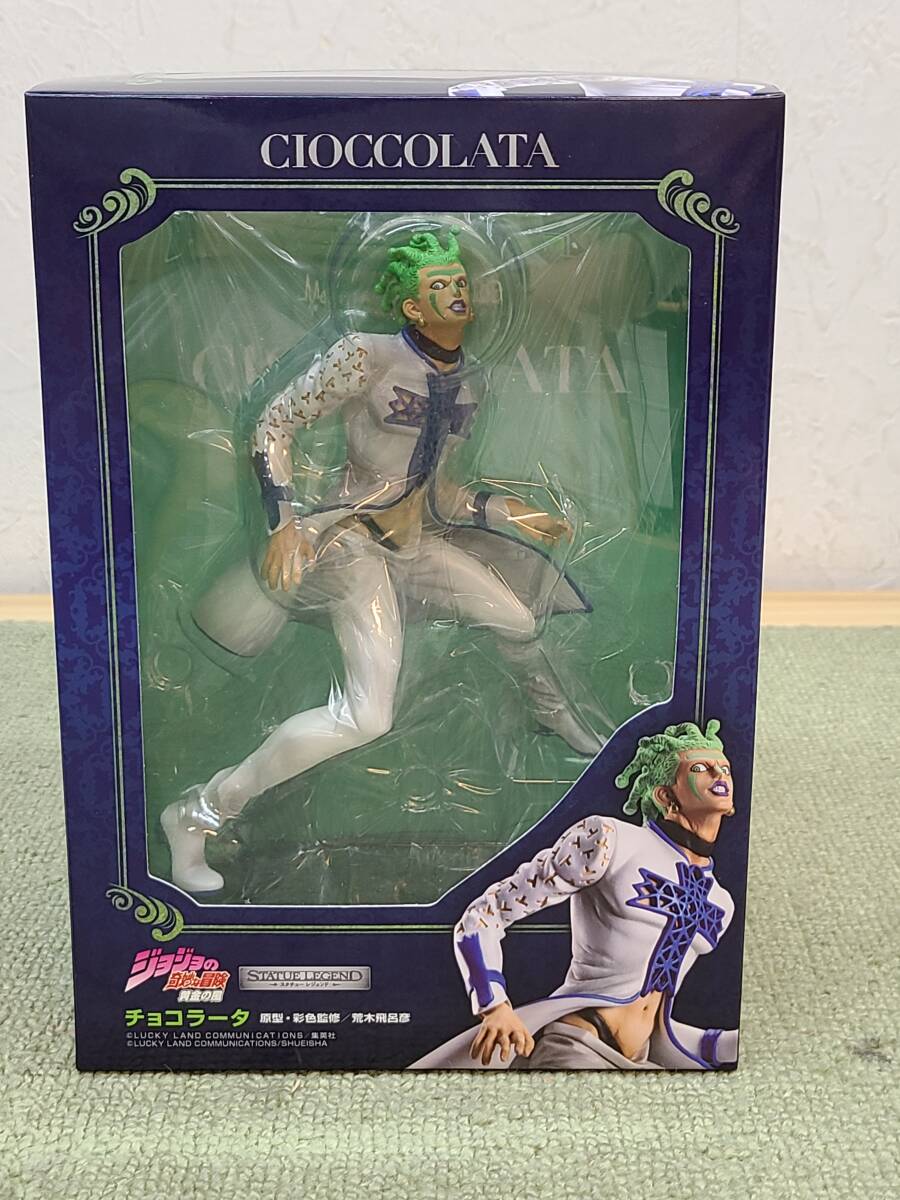 CIOCCOLATA
ジョジョの
奇妙な冒険
黄金の風
STATUE LEGEND
スタチューレジェンド
チョコラータ 原型・彩色監修／荒木飛呂彦
©LUCKY LAND COMMUNICATIONS／集英社
©LUCKY LAND COMMUNICATIONS/SHUEISHA